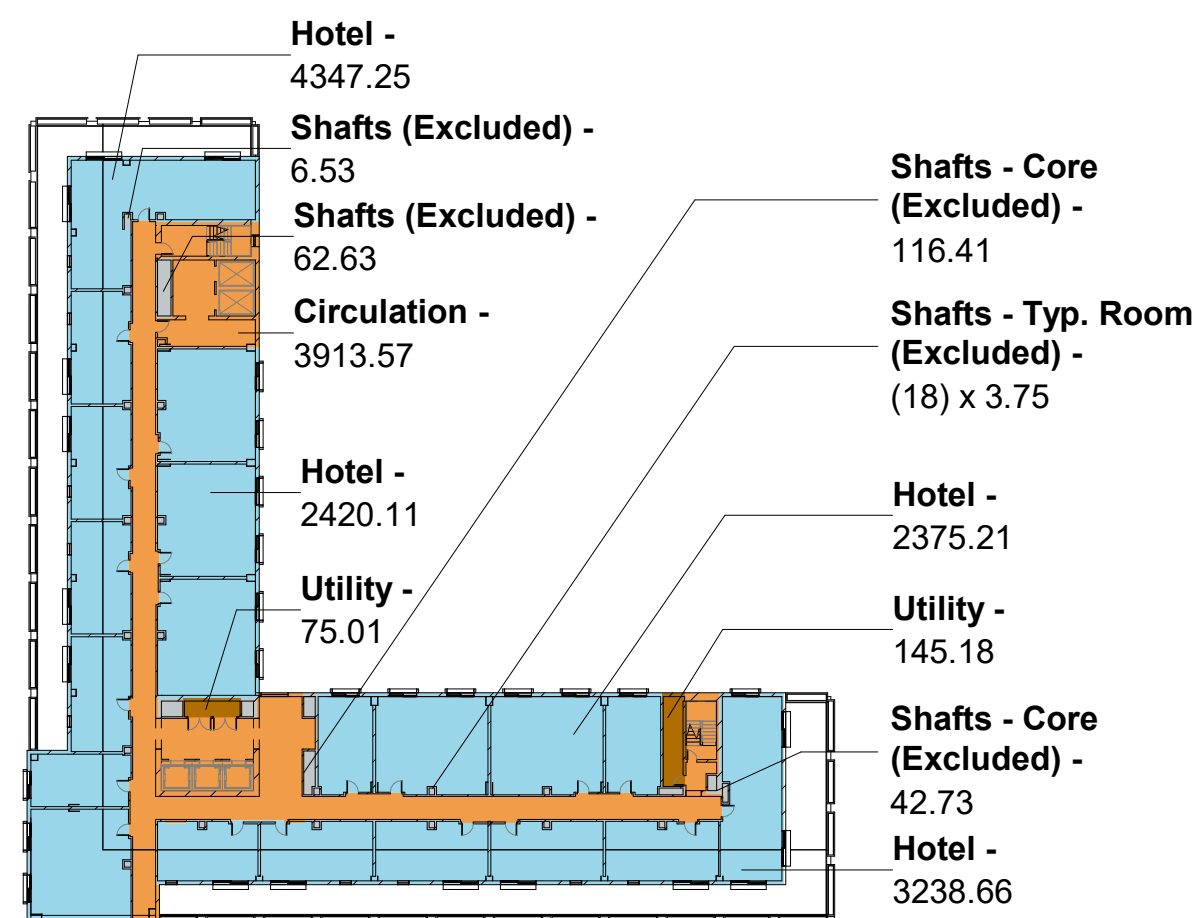 Hotel -
4347.25
Shafts (Excluded) -
6.53
Shafts (Excluded) -
62.63
Circulation -
3913.57
Hotel -
2420.11
Utility -
75.01
Shafts - Core
(Excluded) -
116.41
Shafts - Typ. Room
(Excluded) -
(18) x 3.75
Hotel -
2375.21
Utility -
145.18
Shafts - Core
(Excluded) -
42.73
Hotel -
3238.66